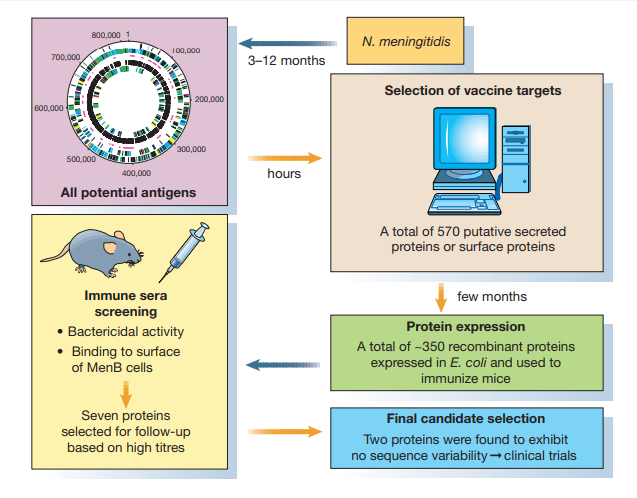 N. meningitidis
3–12 months
800,000
1
100,000
200,000
300,000
400,000
500,000
600,000
700,000
All potential antigens
hours
Selection of vaccine targets
A total of 570 putative secreted
proteins or surface proteins
few months
Protein expression
A total of ~350 recombinant proteins
expressed in E. coli and used to
immunize mice
Immune sera
screening
• Bactericidal activity
• Binding to surface
of MenB cells
Seven proteins
selected for follow-up
based on high titres
hours
Final candidate selection
Two proteins were found to exhibit
no sequence variability→clinical trials